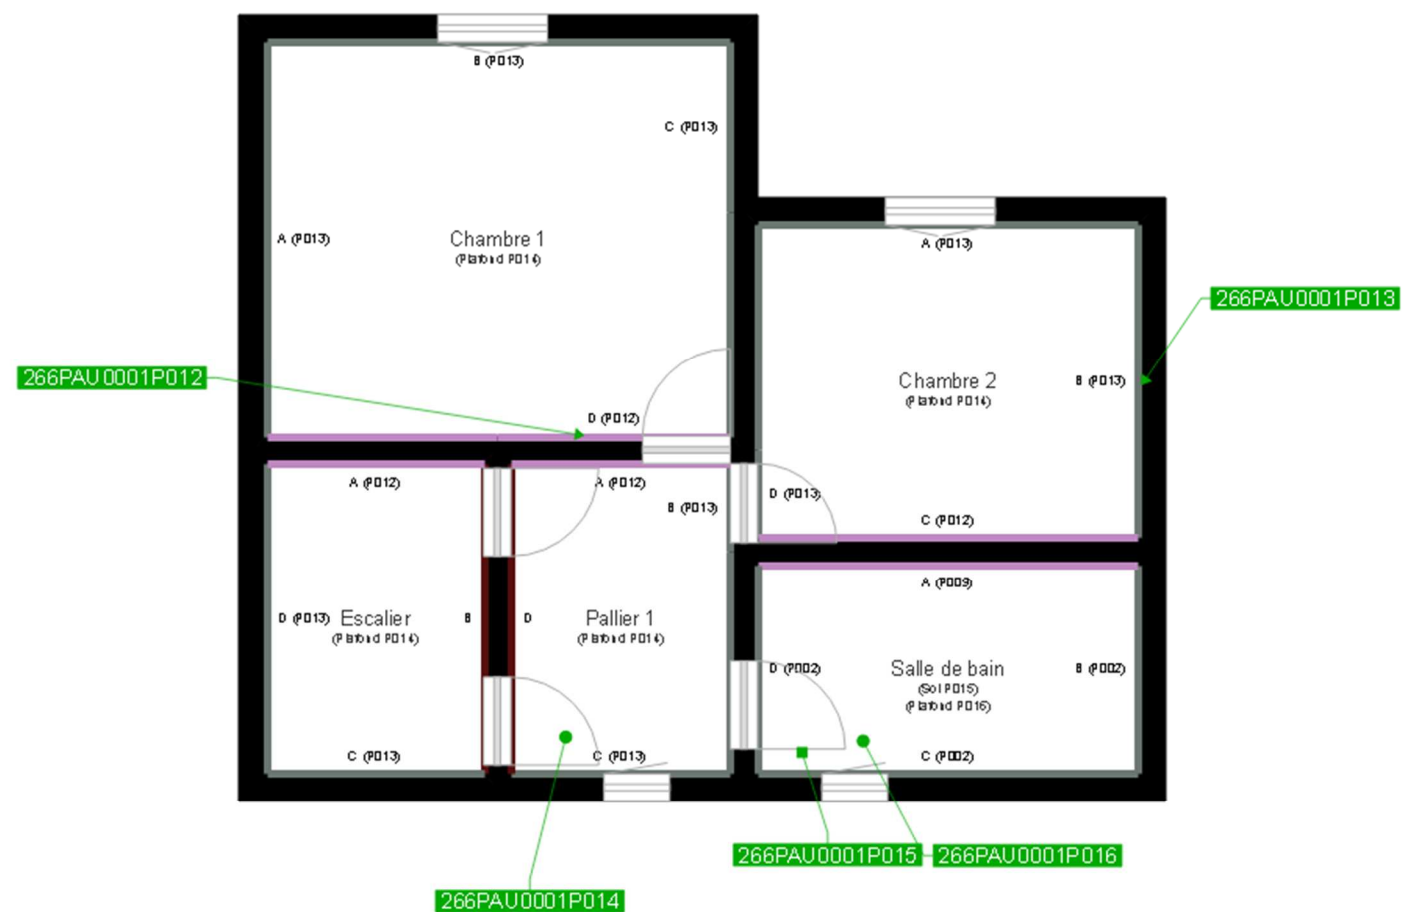 B (P013)
C (P013)
A (P013)
Chambre 1
(Plafond P014)
D (P012)
266PAU0001P012
A (P013)
266PAU0001P013
Chambre 2
(Plafond P014)
B (P013)
D (P013)
C (P012)
A (P012)
D (P013)
Escalier
(Plafond P014)
B
C (P013)
A (P012)
B (P013)
D
Pallier 1
(Plafond P014)
C (P013)
A (P009)
D (P002)
Salle de bain
(Sol P015)
(Plafond P016)
B (P002)
C (P002)
266PAU0001P015
266PAU0001P016
266PAU0001P014